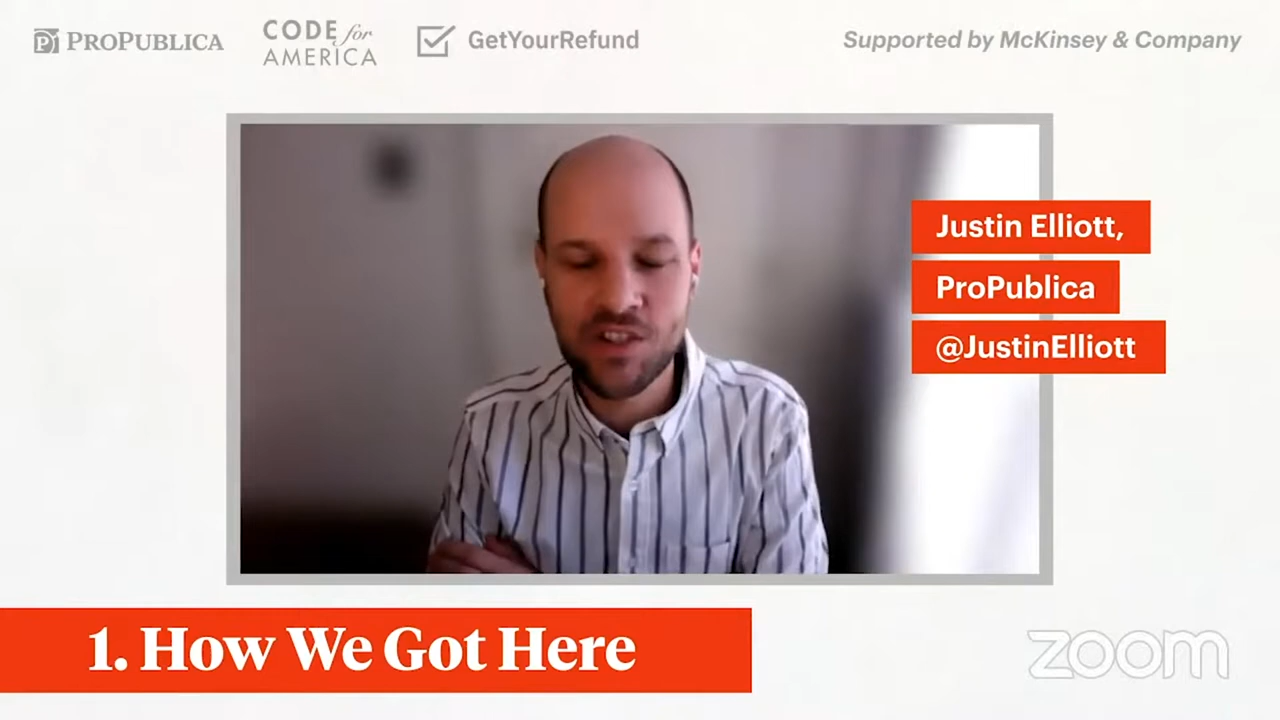 PROPUBLICA
CODE for AMERICA
GetYourRefund
Supported by McKinsey & Company
Justin Elliott,
ProPublica
@JustinElliott
1. How We Got Here
zoom